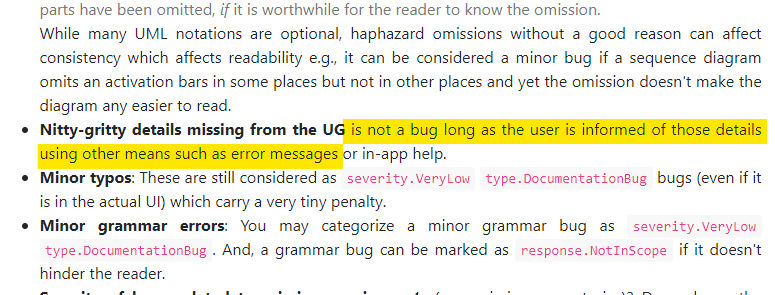 parts have been omitted, if it is worthwhile for the reader to know the omission.
While many UML notations are optional, haphazard omissions without a good reason can affect
consistency which affects readability e.g., it can be considered a minor bug if a sequence diagram
omits an activation bars in some places but not in other places and yet the omission doesn't make the
diagram any easier to read.
• Nitty-gritty details missing from the UG is not a bug long as the user is informed of those details
using other means such as error messages or in-app help.
• Minor typos: These are still considered as severity.VeryLow type.DocumentationBug bugs (even if it
is in the actual UI) which carry a very tiny penalty.
• Minor grammar errors: You may categorize a minor grammar bug as severity.VeryLow
type.DocumentationBug. And, a grammar bug can be marked as response.NotInScope if it doesn't
hinder the reader.